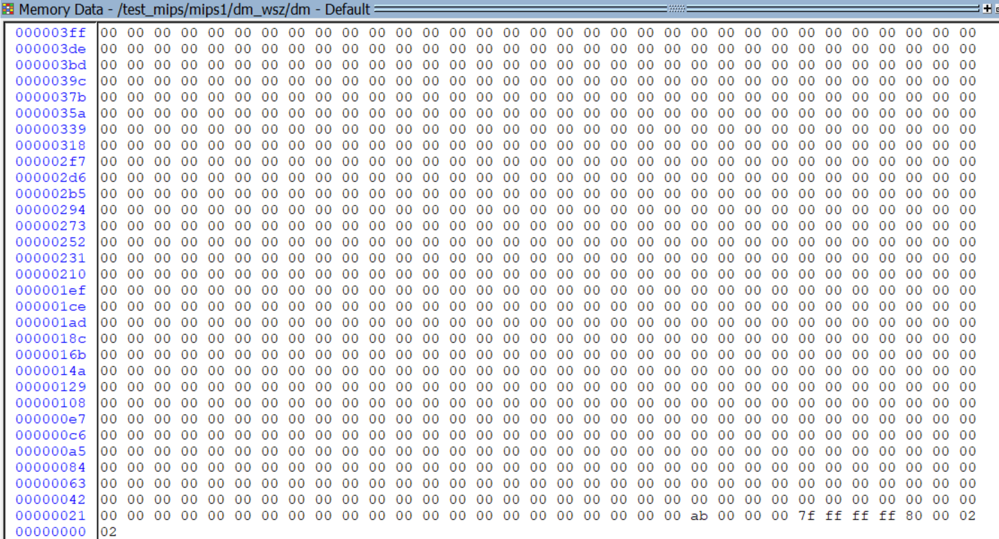 Memory Data - /test_mips/mips1/dm_wsz/dm - Default
000003ff 00 00 00 00 00 00 00 00 00 00 00 00 00 00 00 00 00 00 00 00 00 00 00 00 00 00 00 00 00 00 00 00 00
000003de 00 00 00 00 00 00 00 00 00 00 00 00 00 00 00 00 00 00 00 00 00 00 00 00 00 00 00 00 00 00 00 00 00
000003bd 00 00 00 00 00 00 00 00 00 00 00 00 00 00 00 00 00 00 00 00 00 00 00 00 00 00 00 00 00 00 00 00 00
0000039c 00 00 00 00 00 00 00 00 00 00 00 00 00 00 00 00 00 00 00 00 00 00 00 00 00 00 00 00 00 00 00 00 00
0000037b 00 00 00 00 00 00 00 00 00 00 00 00 00 00 00 00 00 00 00 00 00 00 00 00 00 00 00 00 00 00 00 00 00
0000035a 00 00 00 00 00 00 00 00 00 00 00 00 00 00 00 00 00 00 00 00 00 00 00 00 00 00 00 00 00 00 00 00 00
00000339 00 00 00 00 00 00 00 00 00 00 00 00 00 00 00 00 00 00 00 00 00 00 00 00 00 00 00 00 00 00 00 00 00
00000318 00 00 00 00 00 00 00 00 00 00 00 00 00 00 00 00 00 00 00 00 00 00 00 00 00 00 00 00 00 00 00 00 00
000002f7 00 00 00 00 00 00 00 00 00 00 00 00 00 00 00 00 00 00 00 00 00 00 00 00 00 00 00 00 00 00 00 00 00
000002d6 00 00 00 00 00 00 00 00 00 00 00 00 00 00 00 00 00 00 00 00 00 00 00 00 00 00 00 00 00 00 00 00 00
000002b5 00 00 00 00 00 00 00 00 00 00 00 00 00 00 00 00 00 00 00 00 00 00 00 00 00 00 00 00 00 00 00 00 00
00000294 00 00 00 00 00 00 00 00 00 00 00 00 00 00 00 00 00 00 00 00 00 00 00 00 00 00 00 00 00 00 00 00 00
00000273 00 00 00 00 00 00 00 00 00 00 00 00 00 00 00 00 00 00 00 00 00 00 00 00 00 00 00 00 00 00 00 00 00
00000252 00 00 00 00 00 00 00 00 00 00 00 00 00 00 00 00 00 00 00 00 00 00 00 00 00 00 00 00 00 00 00 00 00
00000231 00 00 00 00 00 00 00 00 00 00 00 00 00 00 00 00 00 00 00 00 00 00 00 00 00 00 00 00 00 00 00 00 00
00000210 00 00 00 00 00 00 00 00 00 00 00 00 00 00 00 00 00 00 00 00 00 00 00 00 00 00 00 00 00 00 00 00 00
000001ef 00 00 00 00 00 00 00 00 00 00 00 00 00 00 00 00 00 00 00 00 00 00 00 00 00 00 00 00 00 00 00 00 00
000001ce 00 00 00 00 00 00 00 00 00 00 00 00 00 00 00 00 00 00 00 00 00 00 00 00 00 00 00 00 00 00 00 00 00
000001ad 00 00 00 00 00 00 00 00 00 00 00 00 00 00 00 00 00 00 00 00 00 00 00 00 00 00 00 00 00 00 00 00 00
0000018c 00 00 00 00 00 00 00 00 00 00 00 00 00 00 00 00 00 00 00 00 00 00 00 00 00 00 00 00 00 00 00 00 00
0000016b 00 00 00 00 00 00 00 00 00 00 00 00 00 00 00 00 00 00 00 00 00 00 00 00 00 00 00 00 00 00 00 00 00
0000014a 00 00 00 00 00 00 00 00 00 00 00 00 00 00 00 00 00 00 00 00 00 00 00 00 00 00 00 00 00 00 00 00 00
00000129 00 00 00 00 00 00 00 00 00 00 00 00 00 00 00 00 00 00 00 00 00 00 00 00 00 00 00 00 00 00 00 00 00
00000108 00 00 00 00 00 00 00 00 00 00 00 00 00 00 00 00 00 00 00 00 00 00 00 00 00 00 00 00 00 00 00 00 00
000000e7 00 00 00 00 00 00 00 00 00 00 00 00 00 00 00 00 00 00 00 00 00 00 00 00 00 00 00 00 00 00 00 00 00
000000c6 00 00 00 00 00 00 00 00 00 00 00 00 00 00 00 00 00 00 00 00 00 00 00 00 00 00 00 00 00 00 00 00 00
000000a5 00 00 00 00 00 00 00 00 00 00 00 00 00 00 00 00 00 00 00 00 00 00 00 00 00 00 00 00 00 00 00 00 00
00000084 00 00 00 00 00 00 00 00 00 00 00 00 00 00 00 00 00 00 00 00 00 00 00 00 00 00 00 00 00 00 00 00 00
00000063 00 00 00 00 00 00 00 00 00 00 00 00 00 00 00 00 00 00 00 00 00 00 00 00 00 00 00 00 00 00 00 00 00
00000042 00 00 00 00 00 00 00 00 00 00 00 00 00 00 00 00 00 00 00 00 00 00 00 00 00 00 00 00 00 00 00 00 00
00000021 00 00 00 00 00 00 00 00 00 00 00 00 00 00 00 00 00 00 00 00 00 00 ab 00 00 00 7f ff ff ff 80 00 02
00000000 02